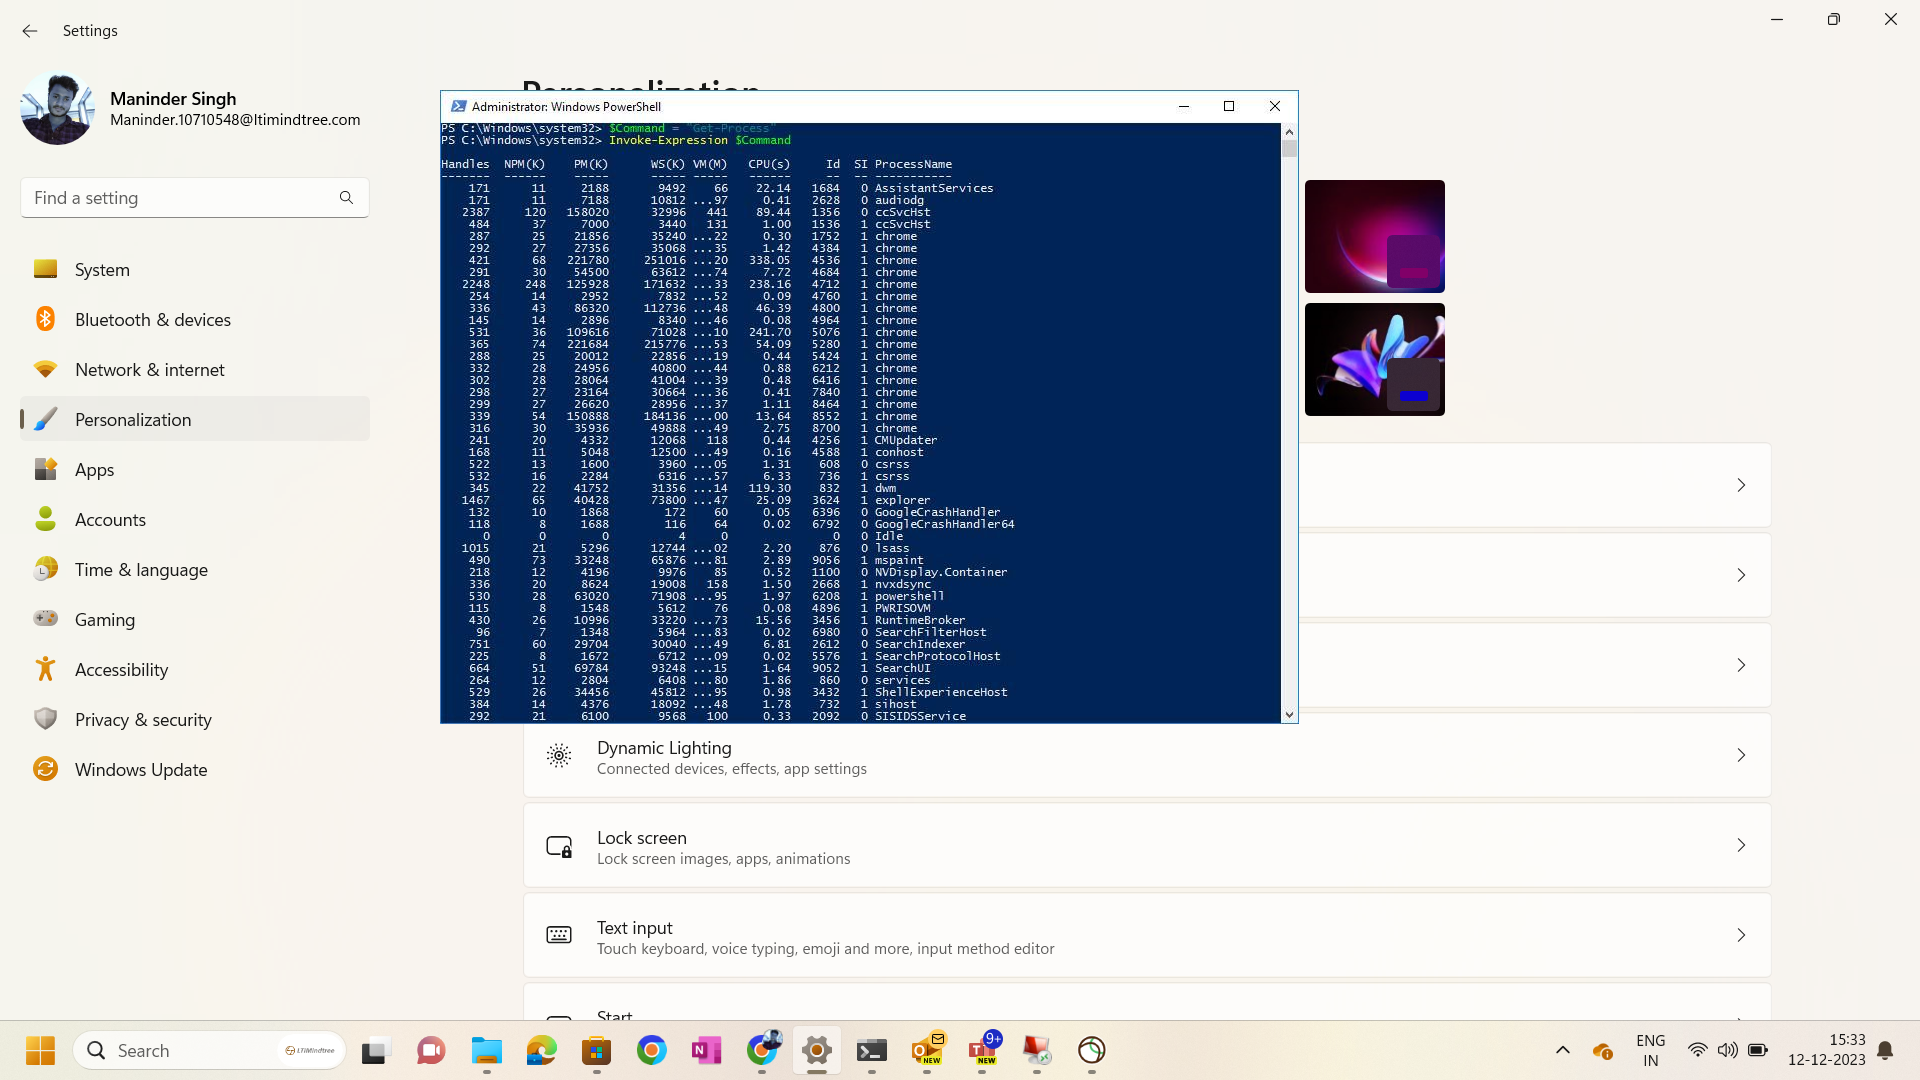 Settings
Maninder Singh
Maninder.10710548@ltimindtree.com
Find a setting
System
Bluetooth & devices
Network & internet
Personalization
Apps
Accounts
Time & language
Gaming
Accessibility
Privacy & security
Windows Update
Personalization
Administrator: Windows PowerShell
PS C:\Windows\system32> $Command = "Get-Process"
PS C:\Windows\system32> Invoke-Expression $Command
Handles NPM(K) PM(K) WS(K) VM(M) CPU(s) Id SI ProcessName
------- ------ ----- ----- ----- ------ -- -- -----------
171 11 2188 9492 66 22.14 1684 0 AssistantServices
171 11 7188 10812 ...97 0.41 2628 0 audiodg
2387 120 158020 32996 441 89.44 1356 0 ccSvcHst
484 37 7000 3440 131 1.00 1536 1 ccSvcHst
287 25 21856 35240 ...22 0.30 1752 1 chrome
292 27 27356 35068 ...35 1.42 4384 1 chrome
421 68 221780 251016 ...20 338.05 4536 1 chrome
291 30 54500 63612 ...74 7.72 4684 1 chrome
2248 248 125928 171632 ...33 238.16 4712 1 chrome
254 14 2952 7832 ...52 0.09 4760 1 chrome
336 43 86320 112736 ...48 46.39 4800 1 chrome
145 14 2896 8340 ...46 0.08 4964 1 chrome
531 36 109616 71028 ...10 241.70 5076 1 chrome
365 74 221684 215776 ...53 54.09 5280 1 chrome
288 25 20012 22856 ...19 0.44 5424 1 chrome
332 28 24956 40800 ...44 0.88 6212 1 chrome
302 28 28064 41004 ...39 0.48 6416 1 chrome
298 27 23164 30664 ...36 0.41 7840 1 chrome
299 27 26620 28956 ...37 1.11 8464 1 chrome
339 54 150888 184136 ...00 13.64 8552 1 chrome
316 30 35936 49888 ...49 2.75 8700 1 chrome
241 20 4332 12068 118 0.44 4256 1 CMUpdater
168 11 5048 12500 ...49 0.16 4588 1 conhost
522 13 1600 3960 ...05 1.31 608 0 csrss
532 16 2284 6316 ...57 6.33 736 1 csrss
345 22 41752 31356 ...14 119.30 832 1 dwm
1467 65 40428 73800 ...47 25.09 3624 1 explorer
132 10 1868 172 60 0.05 6396 0 GoogleCrashHandler
118 8 1688 116 64 0.02 6792 0 GoogleCrashHandler64
0 0 0 4 0 0 0 Idle
1015 21 5296 12744 ...02 2.20 876 0 lsass
490 73 33248 65876 ...81 2.89 9056 1 mspaint
218 12 4196 9976 85 0.52 1100 0 NVDisplay.Container
336 20 8624 19008 158 1.50 2668 1 nvxdsync
530 28 63020 71908 ...95 1.97 6208 1 powershell
115 8 1548 5612 76 0.08 4896 1 PWRISOVM
430 26 10996 33220 ...73 15.56 3456 1 RuntimeBroker
96 7 1348 5964 ...83 0.02 6980 0 SearchFilterHost
751 60 29704 30040 ...49 6.81 2612 0 SearchIndexer
225 8 1672 6712 ...09 0.02 5576 1 SearchProtocolHost
664 51 69784 93248 ...15 1.64 9052 1 SearchUI
264 12 2804 6408 ...80 1.86 860 0 services
529 26 34456 45812 ...95 0.98 3432 1 ShellExperienceHost
384 14 4376 18092 ...48 1.78 732 1 sihost
292 21 6100 9568 100 0.33 2092 0 SISIDSService
Dynamic Lighting
Connected devices, effects, app settings
Lock screen
Lock screen images, apps, animations
Text input
Touch keyboard, voice typing, emoji and more, input method editor
Start
Search
LTIMindtree
NEW
9+
NEW
ENG
IN
15:33
12-12-2023